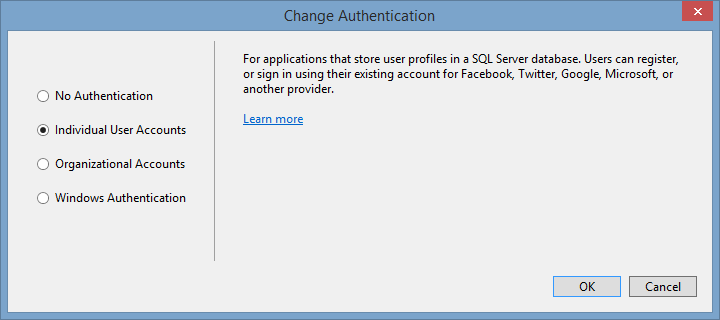 Change Authentication
No Authentication
Individual User Accounts
Organizational Accounts
Windows Authentication
For applications that store user profiles in a SQL Server database. Users can register,
or sign in using their existing account for Facebook, Twitter, Google, Microsoft, or
another provider.
Learn more
OK
Cancel